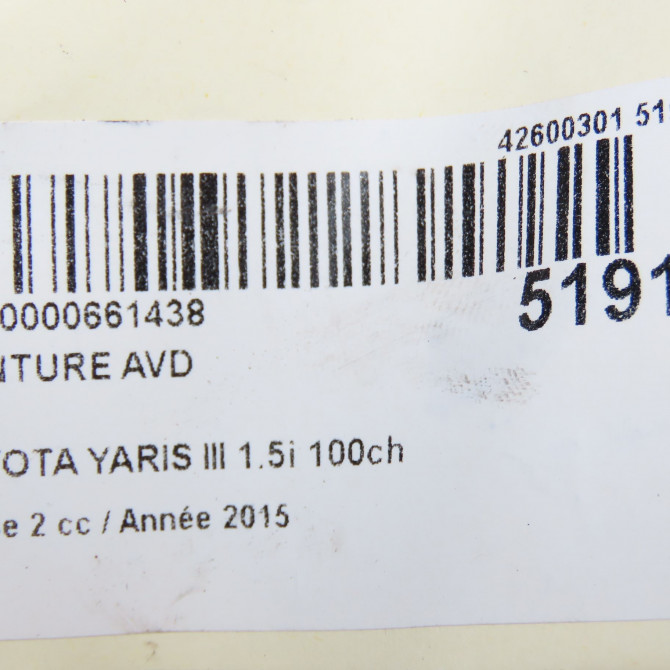 42600301 51
0000661438
5191
NTURE AVD
OTA YARIS III 1.5i 100ch
e 2 cc / Année 2015